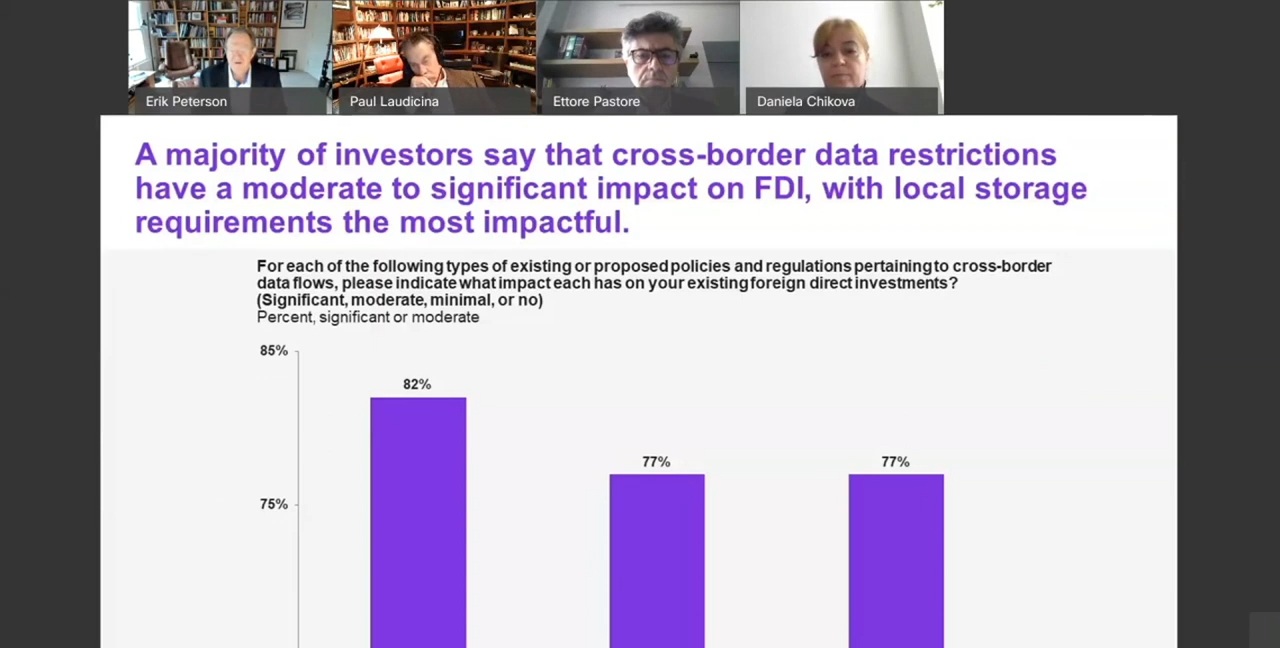 Erik Peterson
Paul Laudicina
Ettore Pastore
Daniela Chikova
A majority of investors say that cross-border data restrictions
have a moderate to significant impact on FDI, with local storage
requirements the most impactful.
For each of the following types of existing or proposed policies and regulations pertaining to cross-border
data flows, please indicate what impact each has on your existing foreign direct investments?
(Significant, moderate, minimal, or no)
Percent, significant or moderate
85%
82%
77%
77%
75%